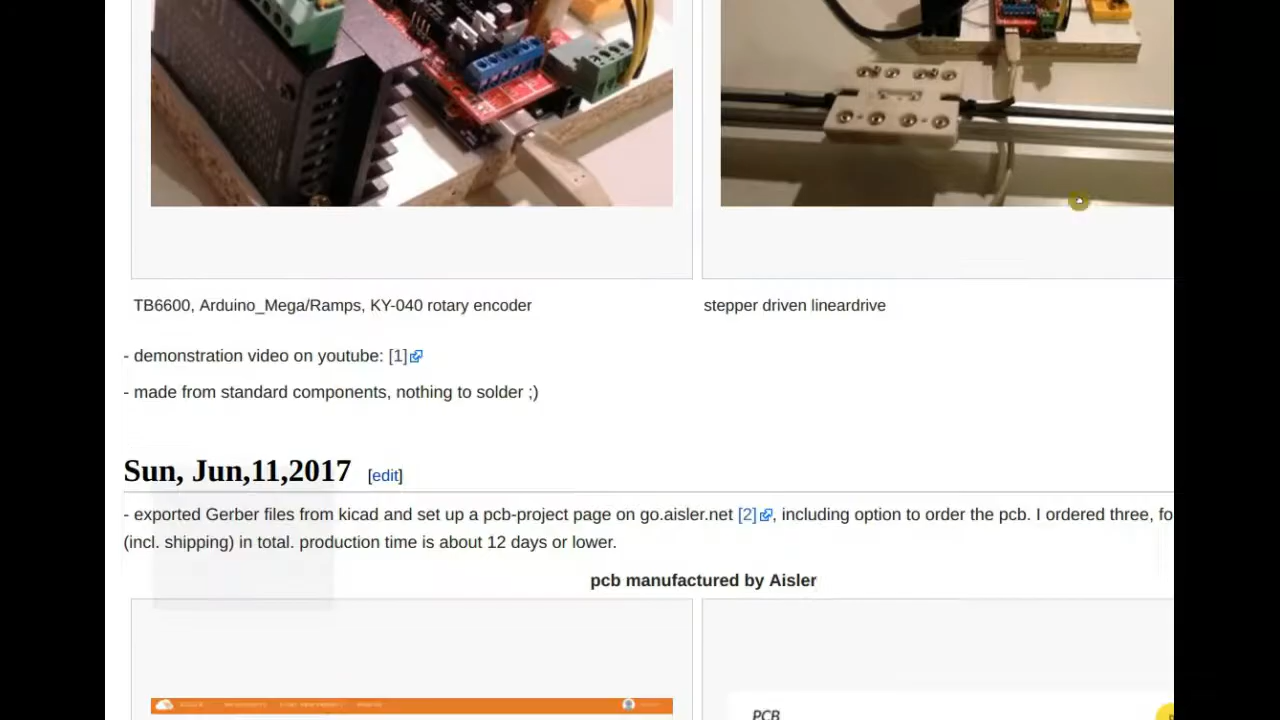 TB6600, Arduino_Mega/Ramps, KY-040 rotary encoder
stepper driven lineardrive
- demonstration video on youtube: [1]
- made from standard components, nothing to solder ;)
Sun, Jun,11,2017 [edit]
- exported Gerber files from kicad and set up a pcb-project page on go.aisler.net [2], including option to order the pcb. I ordered three, fo
(incl. shipping) in total. production time is about 12 days or lower.
pcb manufactured by Aisler
PCB